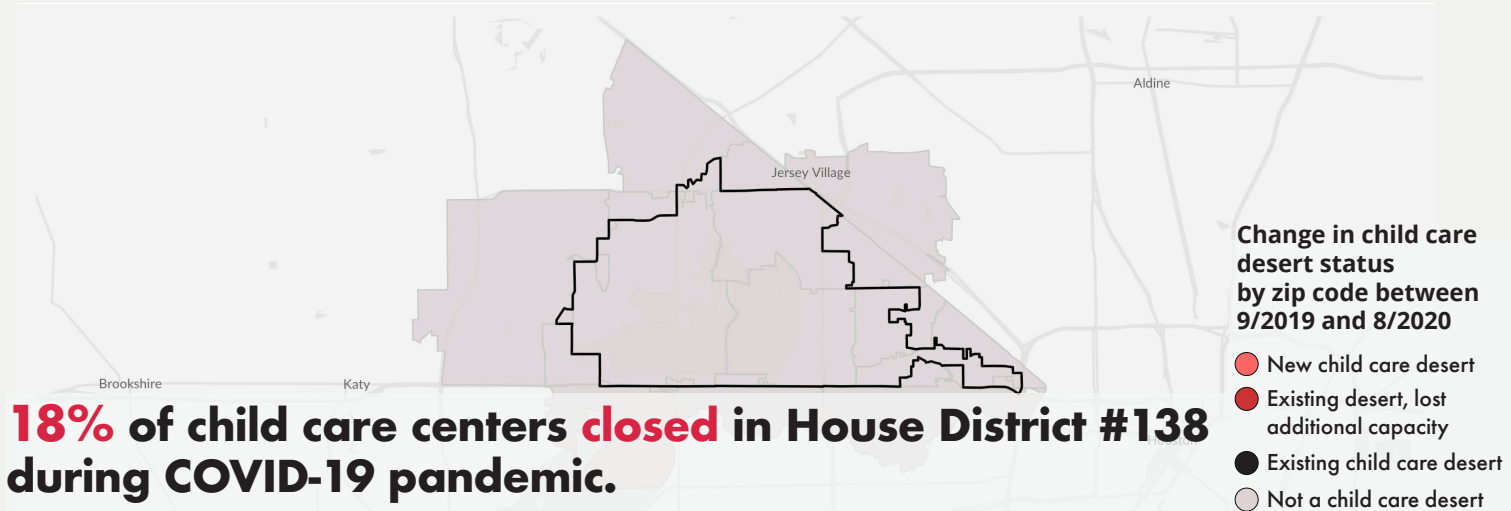 Aldine
Jersey Village
Brookshire
Katy
Houston
18% of child care centers closed in House District #138
during COVID-19 pandemic.
Change in child care
desert status
by zip code between
9/2019 and 8/2020
New child care desert
Existing desert, lost
additional capacity
Existing child care desert
Not a child care desert